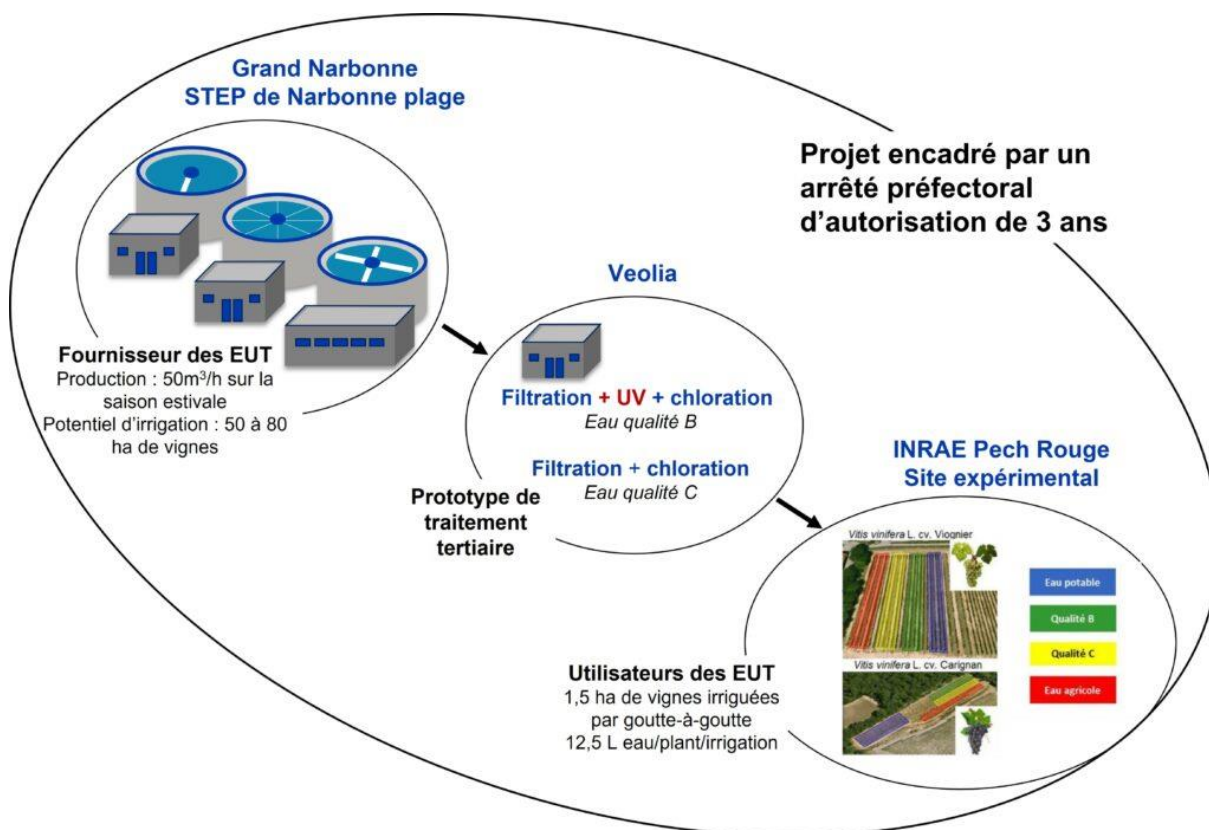 Grand Narbonne
STEP de Narbonne plage
Projet encadré par un
arrêté préfectoral
d'autorisation de 3 ans
Fournisseur des EUT
Production : 50m³/h sur la
saison estivale
Potentiel d'irrigation : 50 à 80
ha de vignes
Veolia
Filtration + UV + chloration
Eau qualité B
Filtration + chloration
Eau qualité C
Prototype de
traitement
tertiaire
INRAE Pech Rouge
Site expérimental
Vitis vinifera L. cv. Viognier
Eau potable
Qualité B
Qualité C
Eau agricole
Vitis vinifera L. cv. Carignan
Utilisateurs des EUT
1,5 ha de vignes irriguées
par goutte-à-goutte
12,5 L eau/plant/irrigation